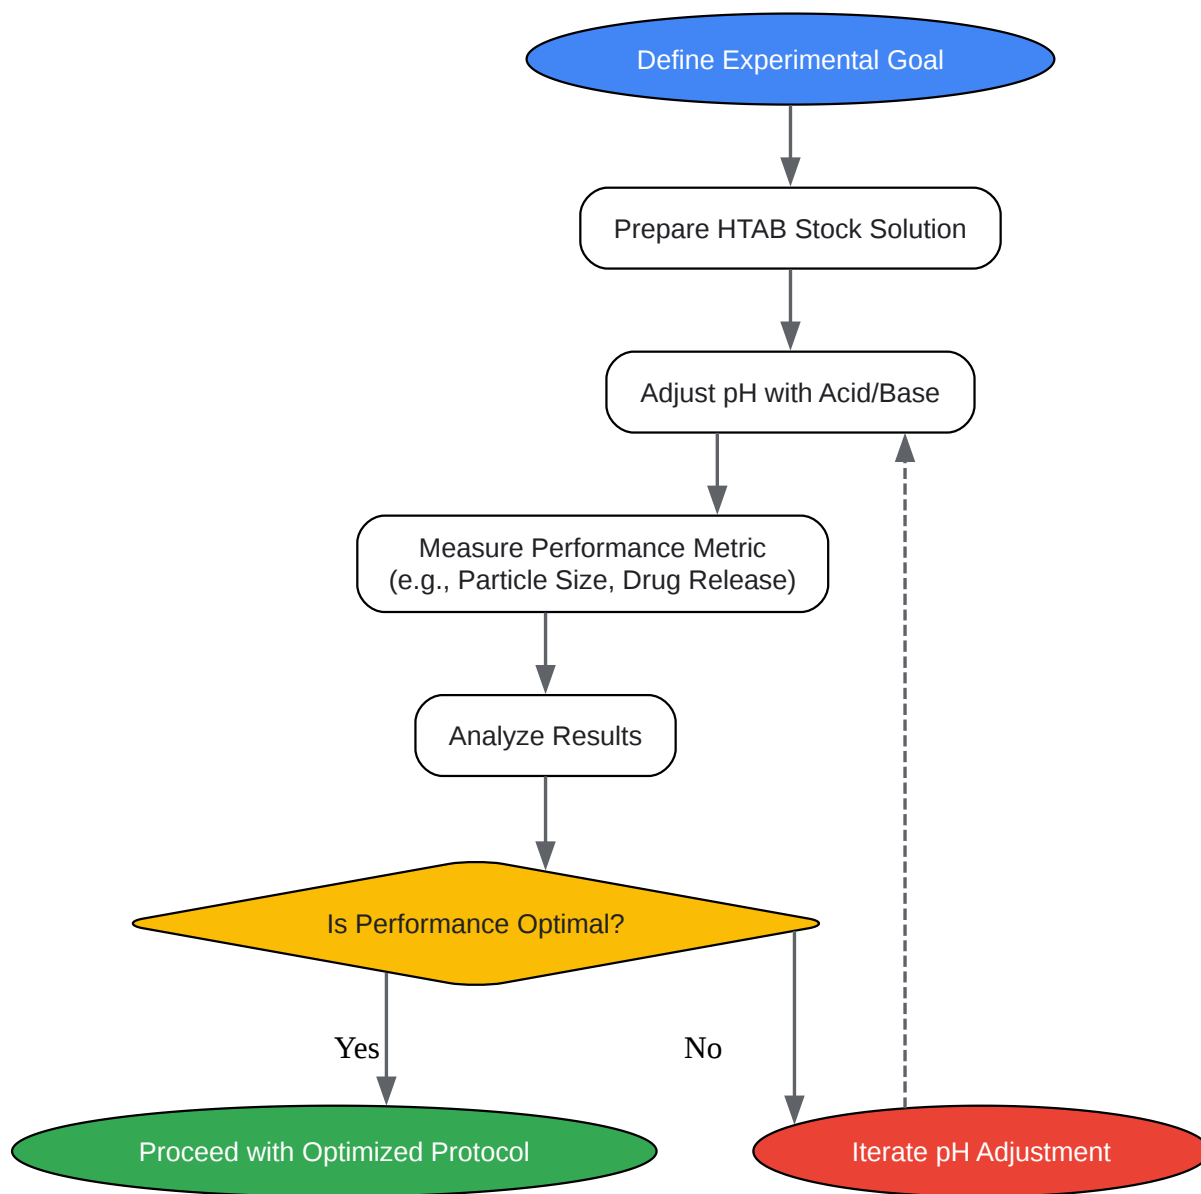 Define Experimental Goal
Prepare HTAB Stock Solution
Adjust pH with Acid/Base
Measure Performance Metric
(e.g., Particle Size, Drug Release)
Analyze Results
Is Performance Optimal?
Yes
No
Proceed with Optimized Protocol
Iterate pH Adjustment